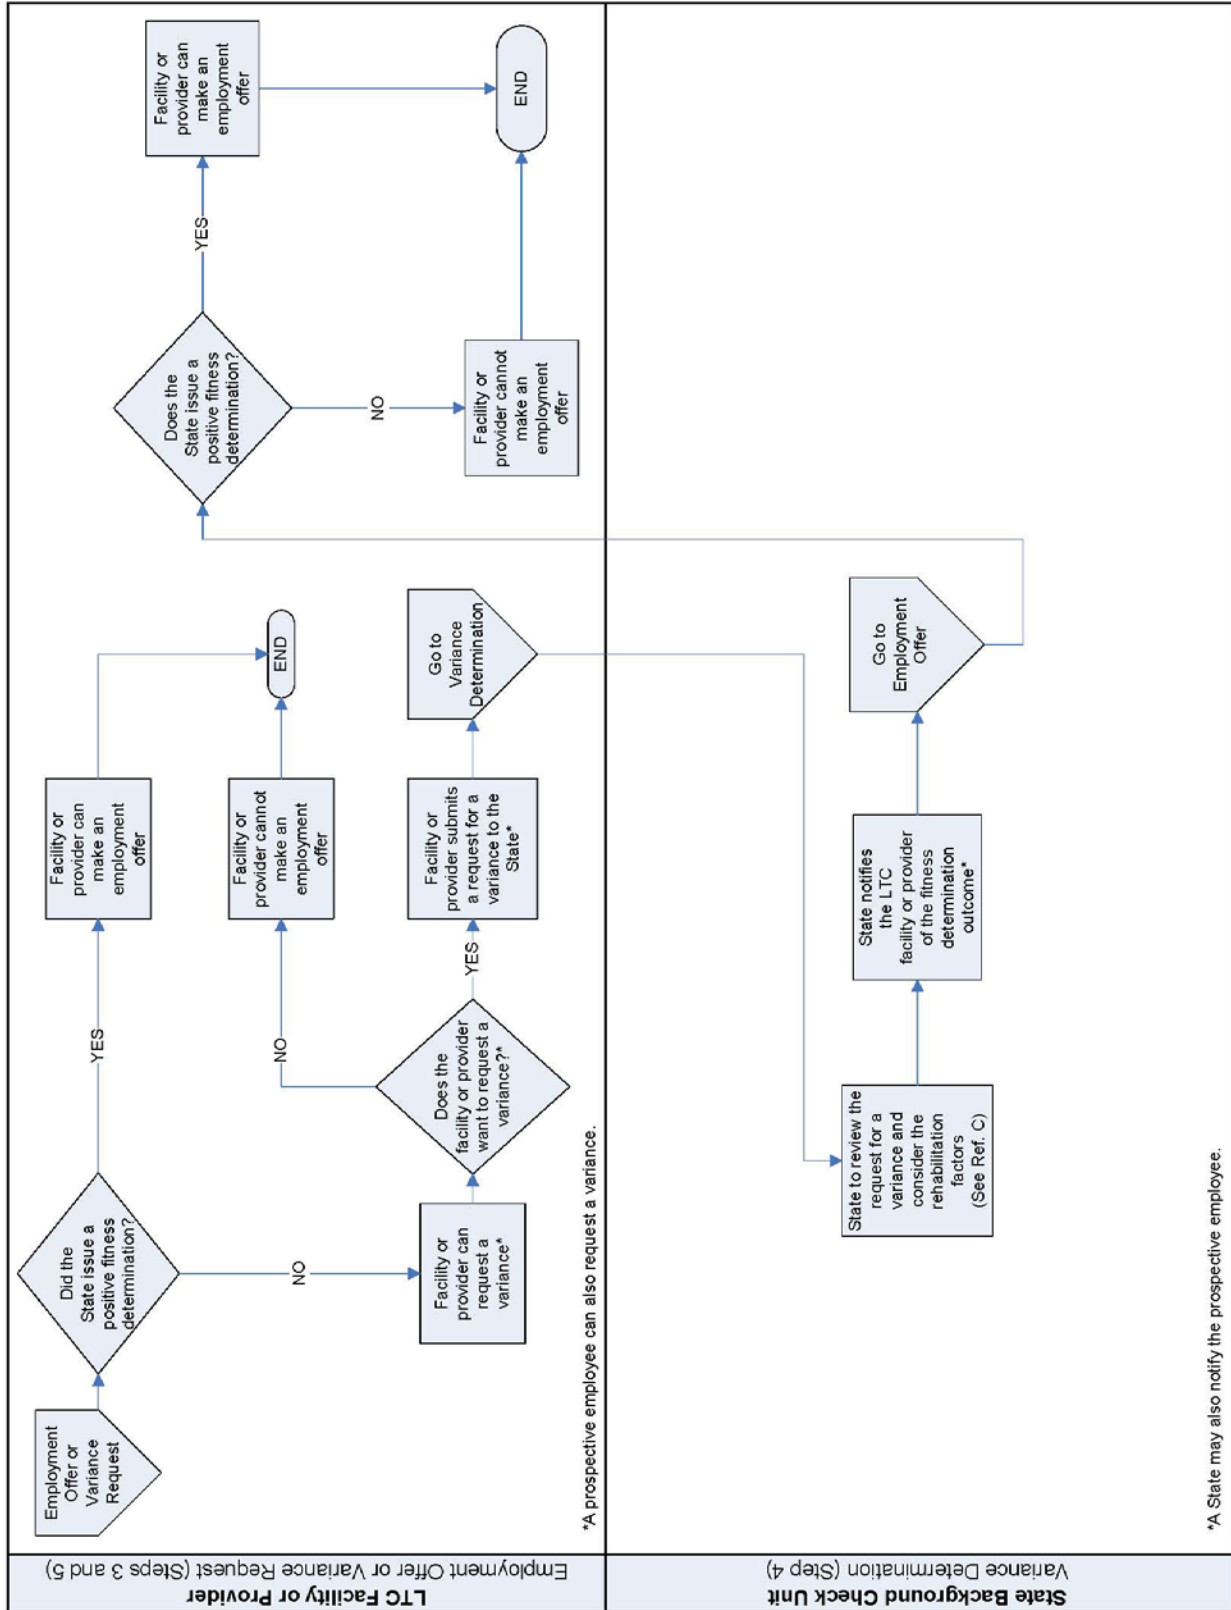 LTC Facility or Provider
Employment Offer or Variance Request (Steps 3 and 5)
Employment
Offer or
Variance
Request
Did the
State issue a
positive fitness
determination?
YES
Facility or
provider can
make an
employment
offer
NO
Facility or
provider can
request a
variance*
Does the
facility or provider
want to request a
variance?*
NO
Facility or
provider cannot
make an
employment
offer
END
YES
Facility or
provider submits
a request for a
variance to the
State*
Go to
Variance
Determination
Does the
State issue a
positive fitness
determination?
YES
Facility or
provider can
make an
employment
offer
NO
Facility or
provider cannot
make an
employment
offer
END
*A prospective employee can also request a variance.
State Background Check Unit
Variance Determination (Step 4)
State to review the
request for a
variance and
consider the
rehabilitation
factors
(See Ref. C)
State notifies
the LTC
facility or provider
of the fitness
determination
outcome*
Go to
Employment
Offer
*A State may also notify the prospective employee.